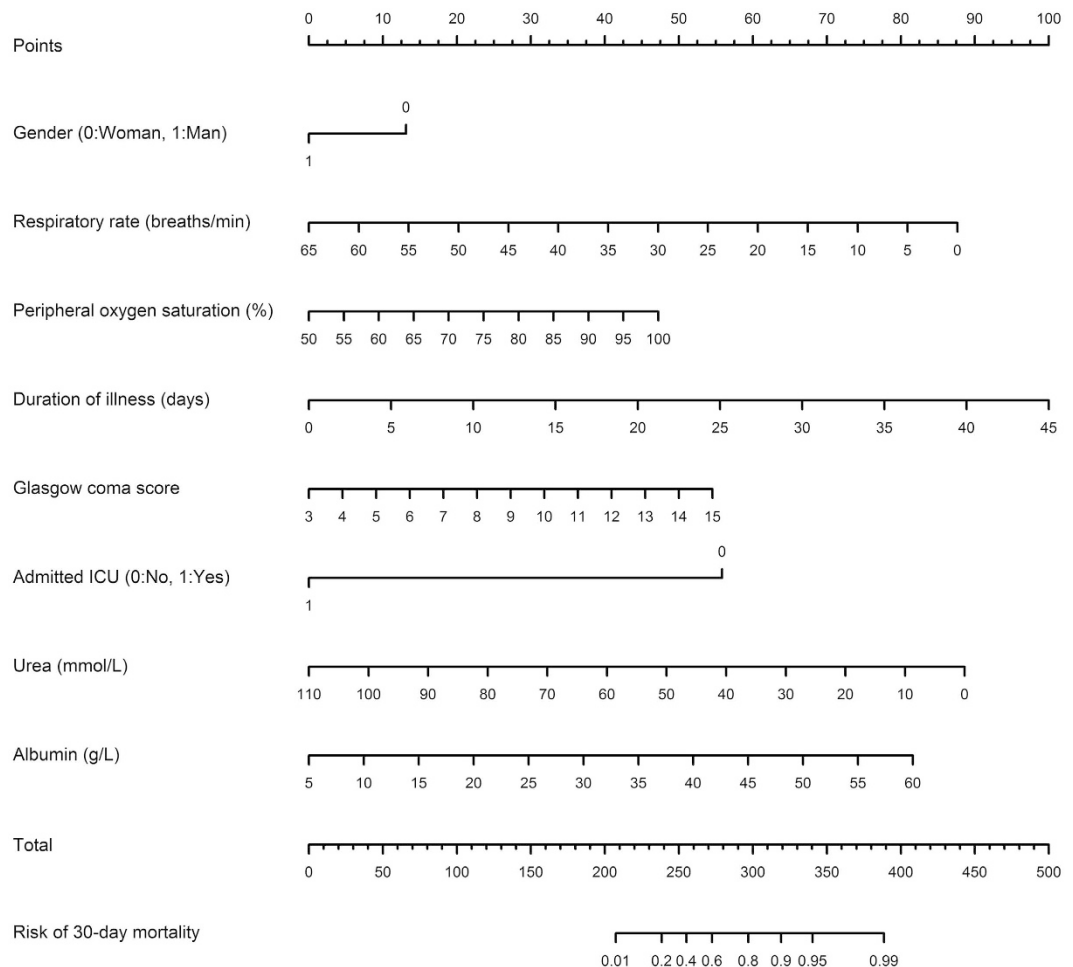 0 10 20 30 40 50 60 70 80 90 100
Points
0
Gender (0:Woman, 1:Man)
1
Respiratory rate (breaths/min)
65 60 55 50 45 40 35 30 25 20 15 10 5 0
Peripheral oxygen saturation (%)
50 55 60 65 70 75 80 85 90 95 100
Duration of illness (days)
0 5 10 15 20 25 30 35 40 45
Glasgow coma score
3 4 5 6 7 8 9 10 11 12 13 14 15
0
Admitted ICU (0:No, 1:Yes)
1
Urea (mmol/L)
110 100 90 80 70 60 50 40 30 20 10 0
Albumin (g/L)
5 10 15 20 25 30 35 40 45 50 55 60
Total
0 50 100 150 200 250 300 350 400 450 500
Risk of 30-day mortality
0.01 0.2 0.4 0.6 0.8 0.9 0.95 0.99